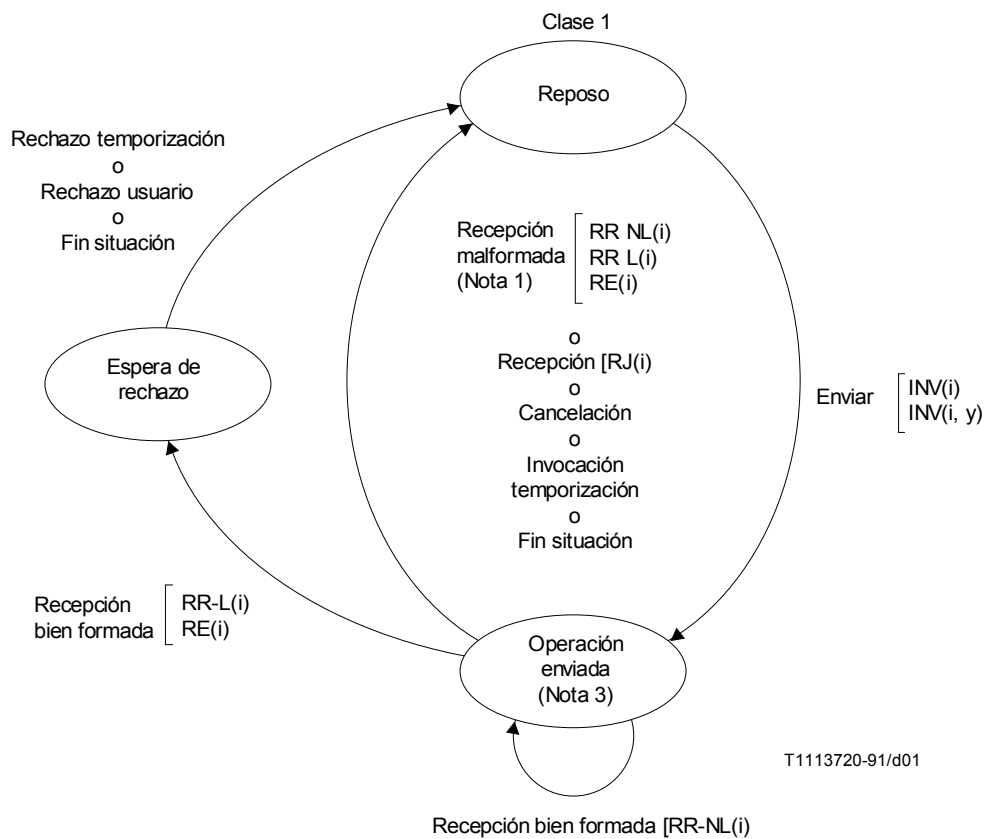 Clase 1
Reposo
Rechazo temporización
o
Rechazo usuario
o
Fin situación
Recepción
malformada
(Nota 1)
RR NL(i)
RR L(i)
RE(i)
o
Recepción [RJ(i)
o
Cancelación
o
Invocación
temporización
o
Fin situación
Espera de
rechazo
Enviar
INV(i)
INV(i, y)
Recepción
bien formada
RR-L(i)
RE(i)
Operación
enviada
(Nota 3)
T1113720-91/d01
Recepción bien formada [RR-NL(i)